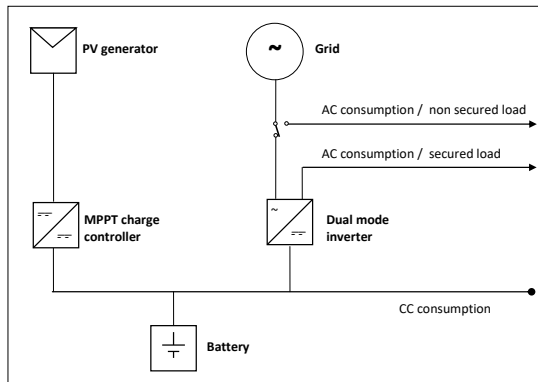 PV generator
~
Grid
AC consumption / non secured load
AC consumption / secured load
MPPT charge
controller
~
Dual mode
inverter
CC consumption
Battery